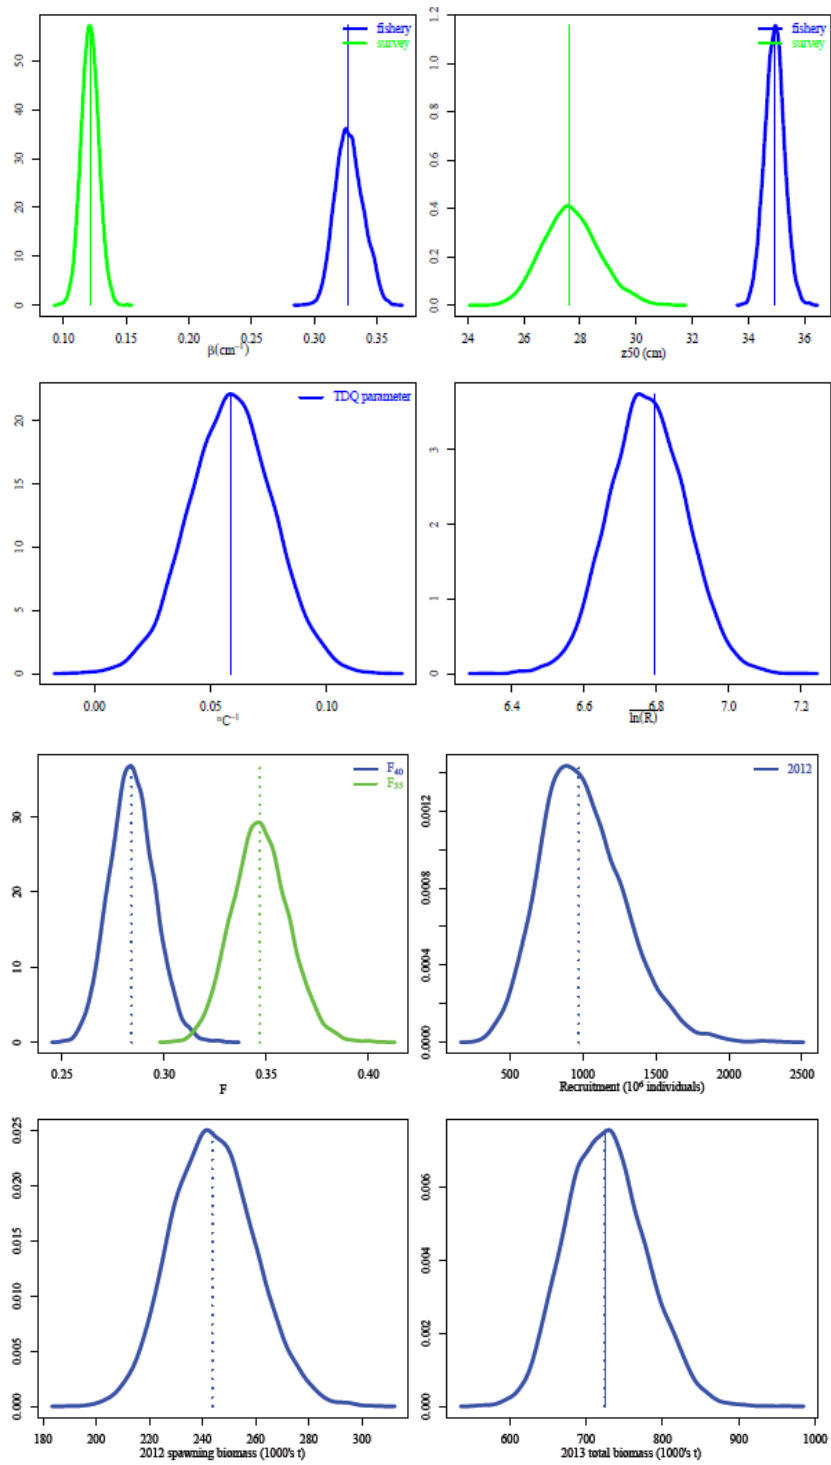 fishery
survey
0 10 20 30 40 50
0.10 0.15 0.20 0.25 0.30 0.35
β(cm⁻¹)
fishery
survey
0.0 0.2 0.4 0.6 0.8 1.0 1.2
24 26 28 30 32 34 36
z50 (cm)
TDQ parameter
0 5 10 15 20
0.00 0.05 0.10
°C⁻¹
0 1 2 3
6.4 6.6 6.8 7.0 7.2
ln(R)
F₄₀
F₃₅
0 10 20 30
0.25 0.30 0.35 0.40
F
2012
0.0000 0.0004 0.0008 0.0012
500 1000 1500 2000 2500
Recruitment (10⁶ individuals)
0.000 0.005 0.010 0.015 0.020 0.025
180 200 220 240 260 280 300
2012 spawning biomass (1000's t)
0.000 0.002 0.004 0.006
600 700 800 900 1000
2013 total biomass (1000's t)